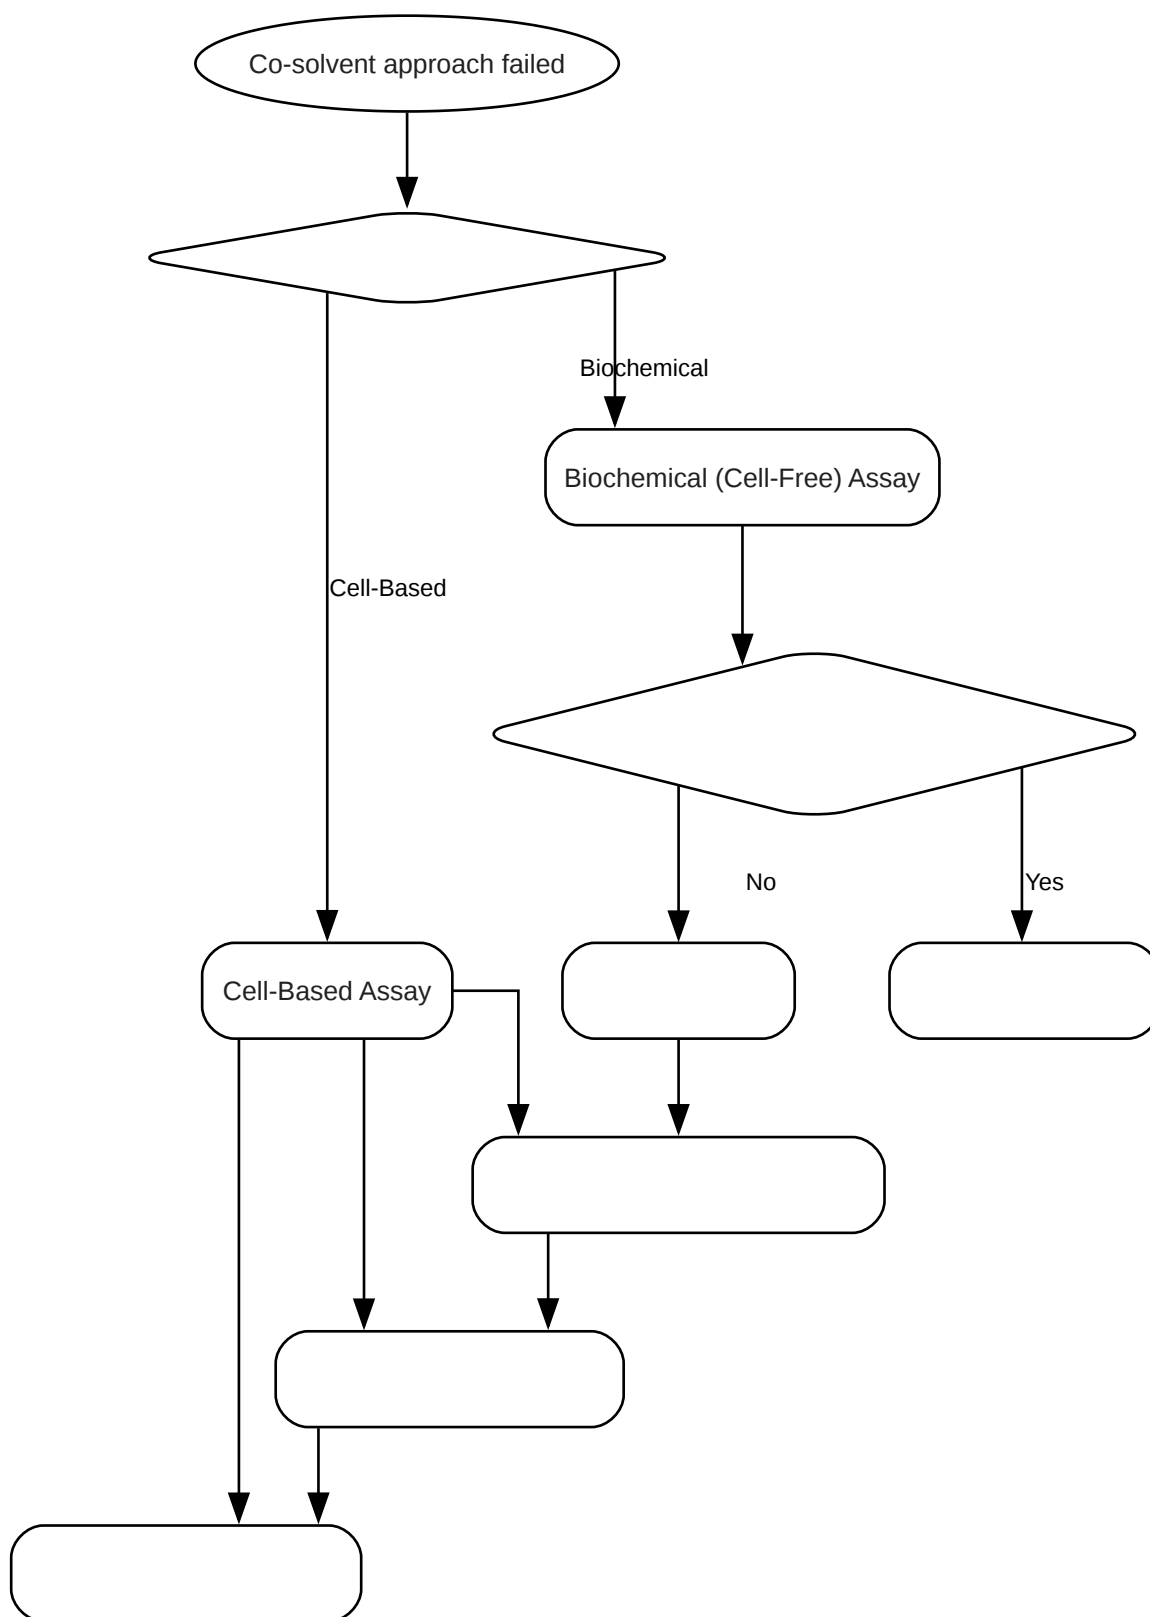 Co-solvent approach failed
Biochemical
Biochemical (Cell-Free) Assay
Cell-Based
No
Yes
Cell-Based Assay